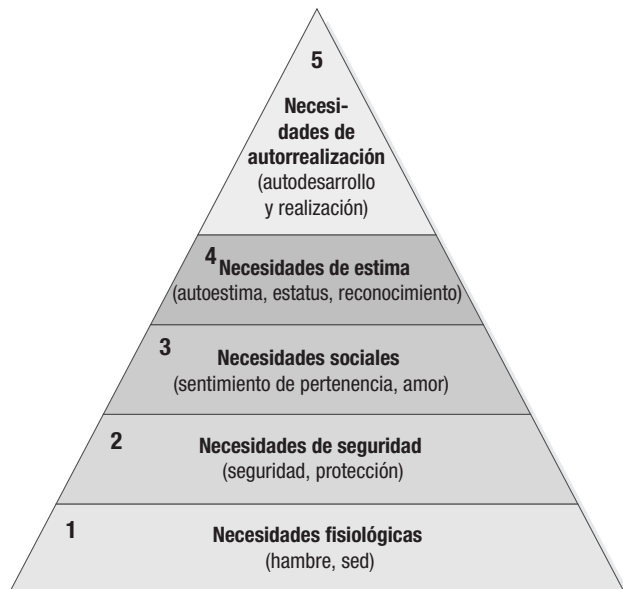 5
Necesi-
dades de
autorrealización
(autodesarrollo
y realización)
4
Necesidades de estima
(autoestima, estatus, reconocimiento)
3
Necesidades sociales
(sentimiento de pertenencia, amor)
2
Necesidades de seguridad
(seguridad, protección)
1
Necesidades fisiológicas
(hambre, sed)